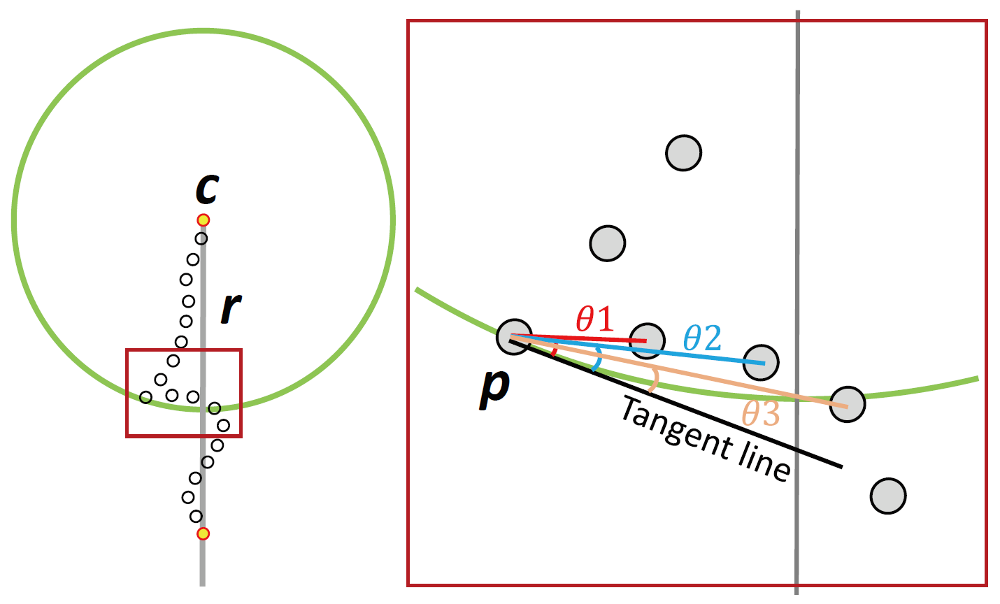 c
r
θ1
θ2
p
θ3
Tangent line